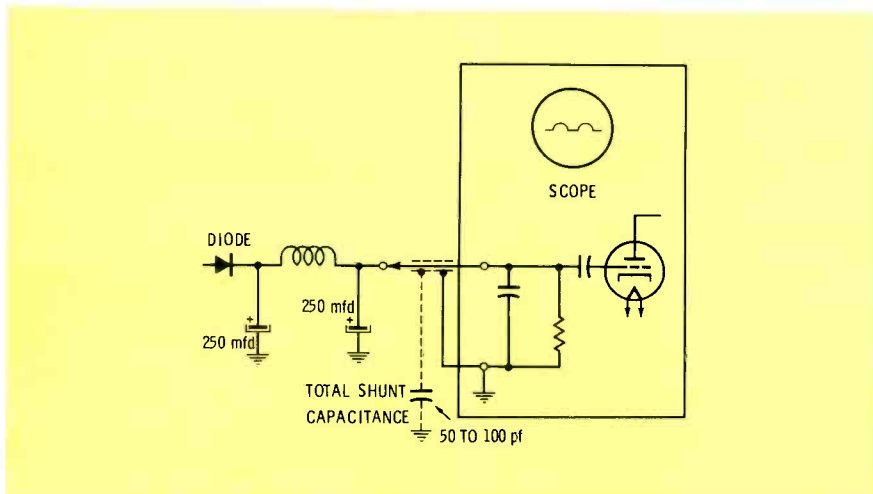 SCOPE
DIODE
250 mfd
+
250 mfd
+
TOTAL SHUNT
CAPACITANCE
50 TO 100 pf